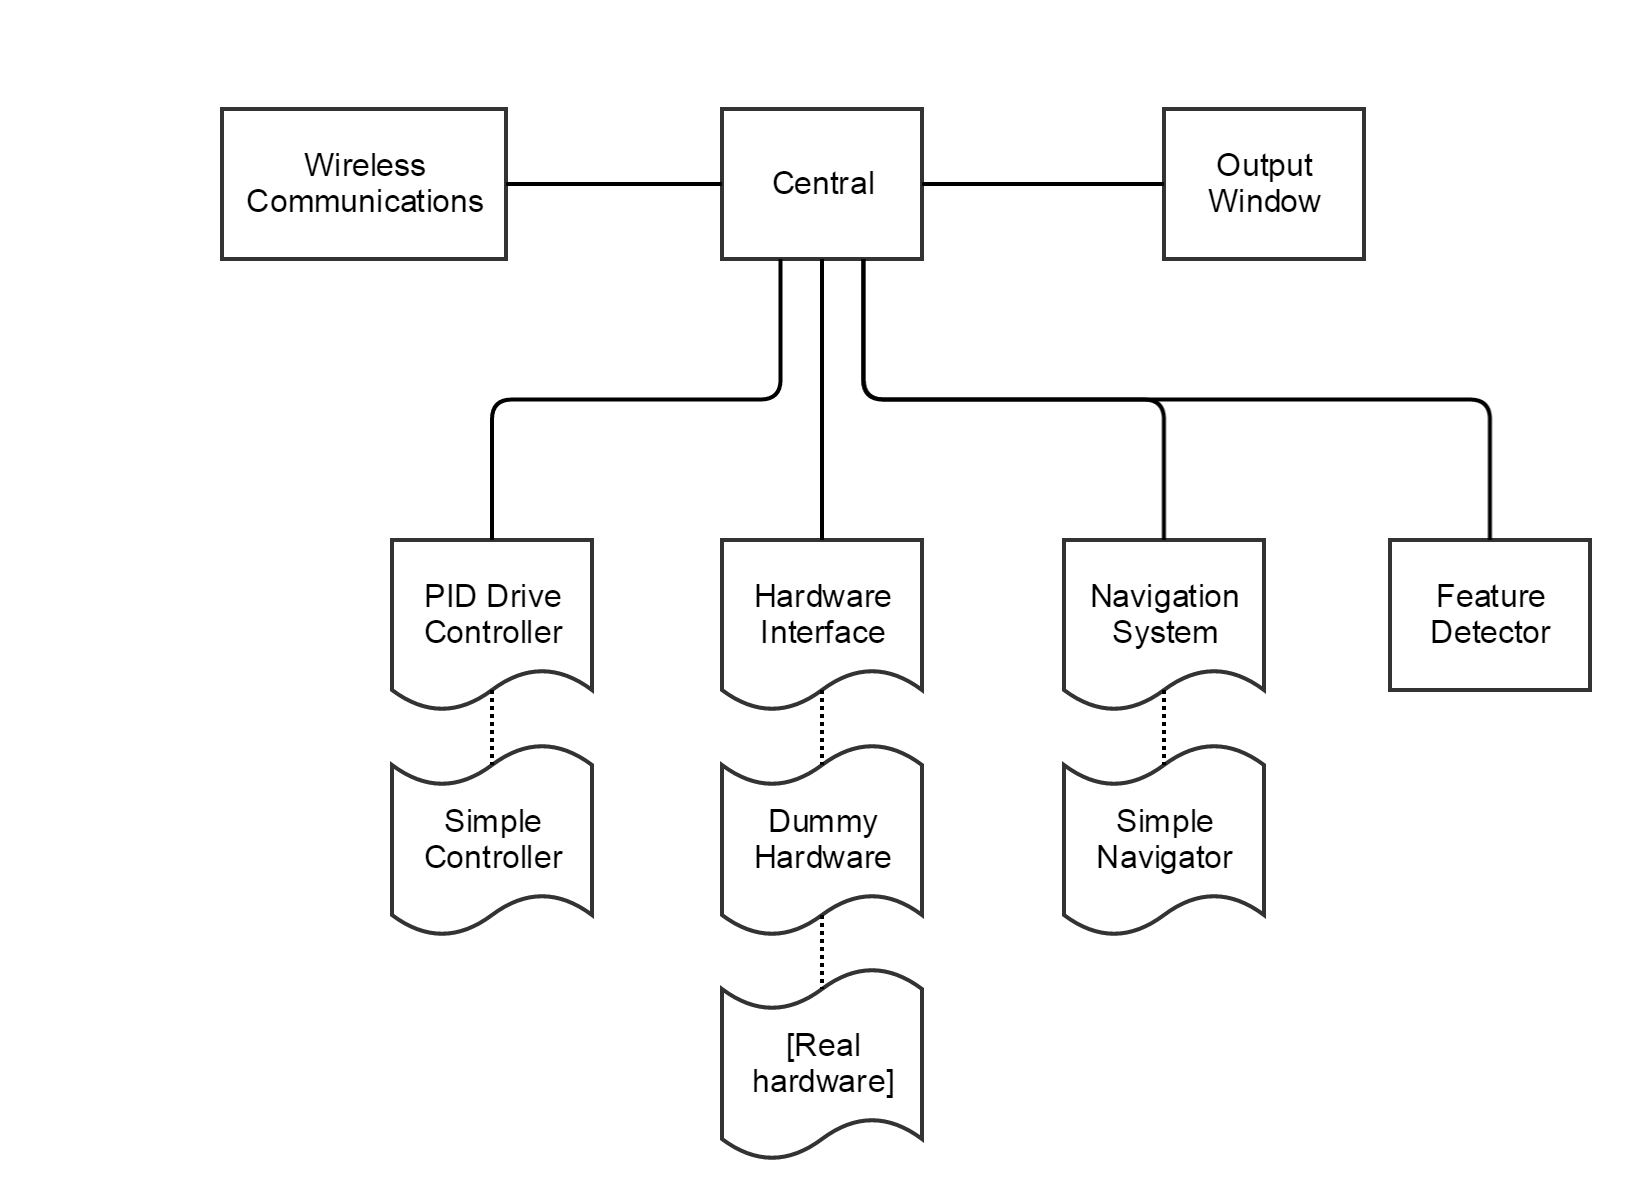 Wireless
Communications
Central
Output
Window
PID Drive
Controller
Hardware
Interface
Navigation
System
Feature
Detector
Simple
Controller
Dummy
Hardware
Simple
Navigator
[Real
hardware]